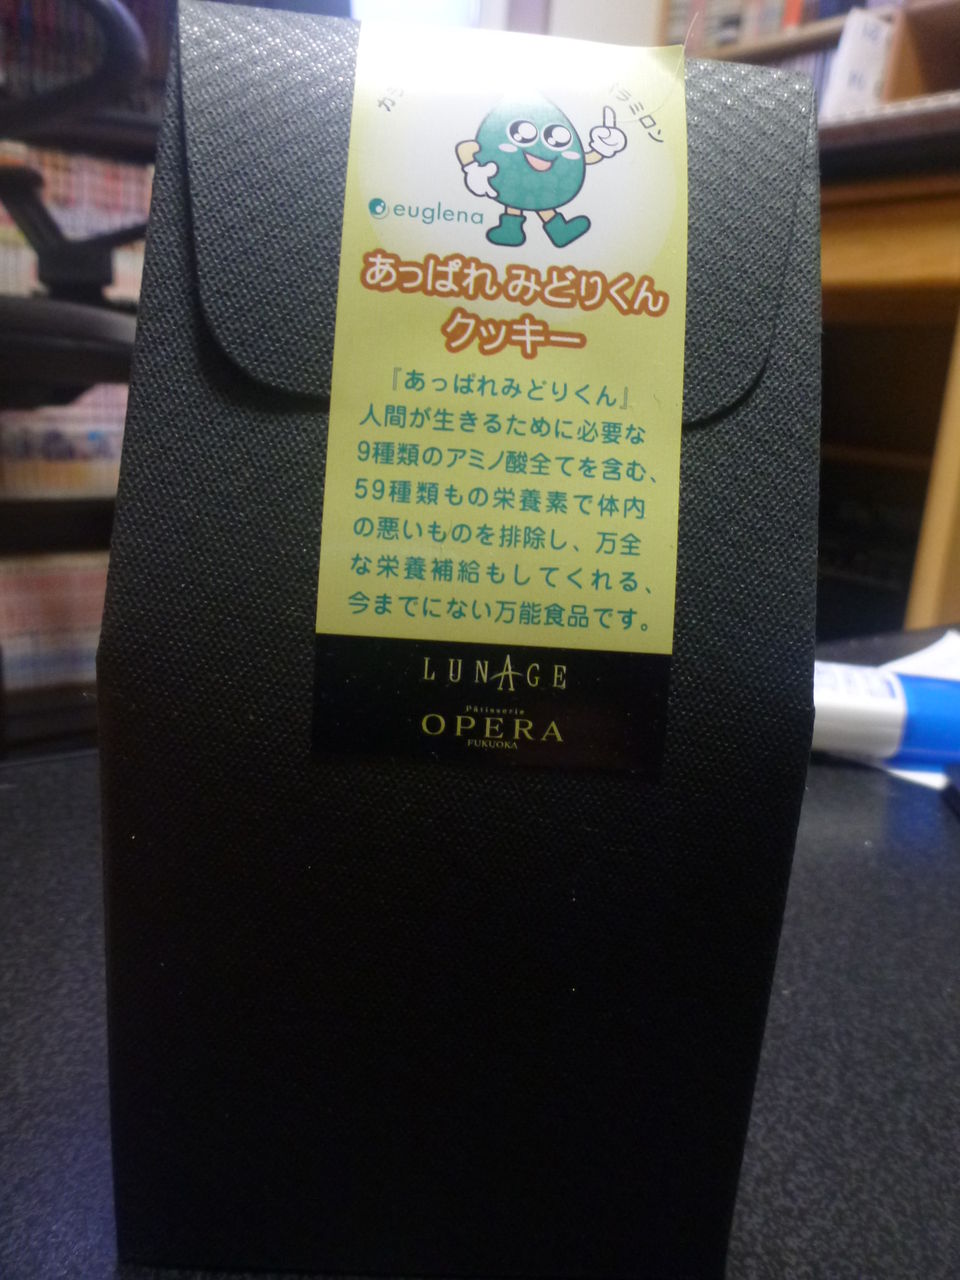 パラミロン
euglena
あっぱれ みどりくん
クッキー
『あっぱれみどりくん』
人間が生きるために必要な
9種類のアミノ酸全てを含む、
59種類もの栄養素で体内
の悪いものを排除し、万全
な栄養補給もしてくれる、
今までにない万能食品です。
LUNAGE
Pâtisserie
OPERA
FUKUOKA